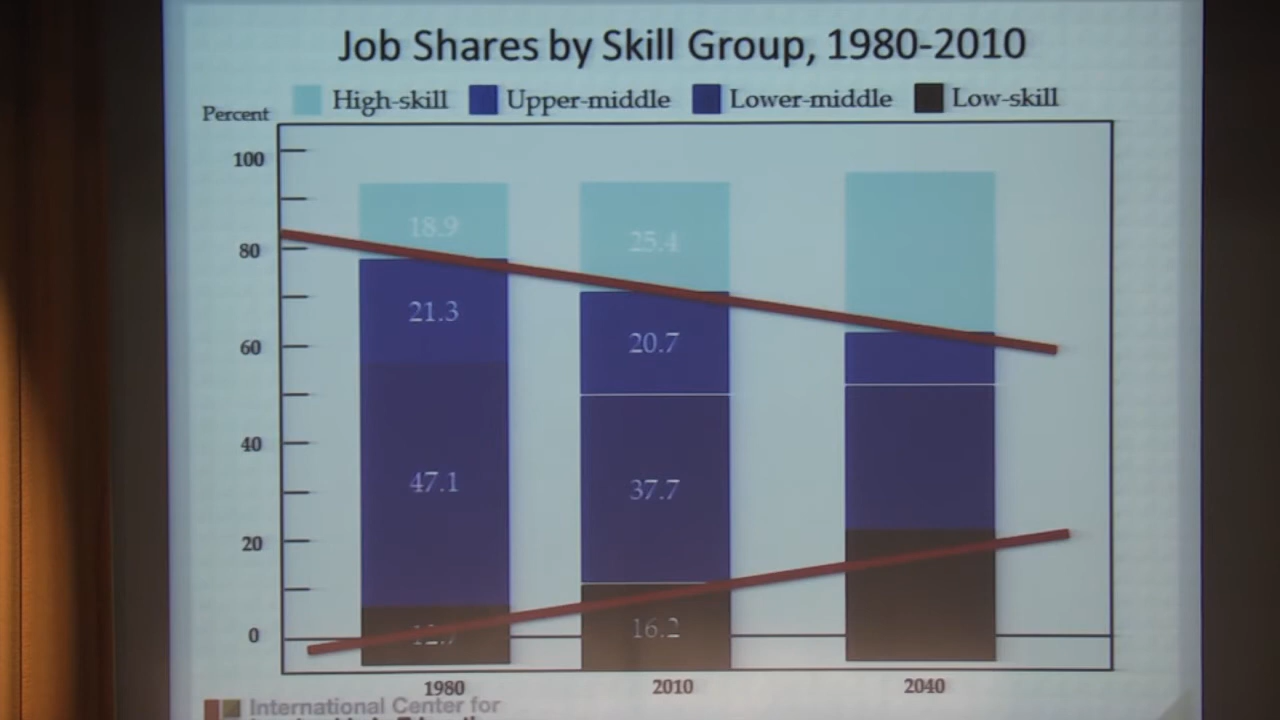 Job Shares by Skill Group, 1980-2010
High-skill Upper-middle Lower-middle Low-skill
Percent
100
80
60
40
20
0
18.9
21.3
47.1
12.7
25.4
20.7
37.7
16.2
1980 2010 2040
International Center for